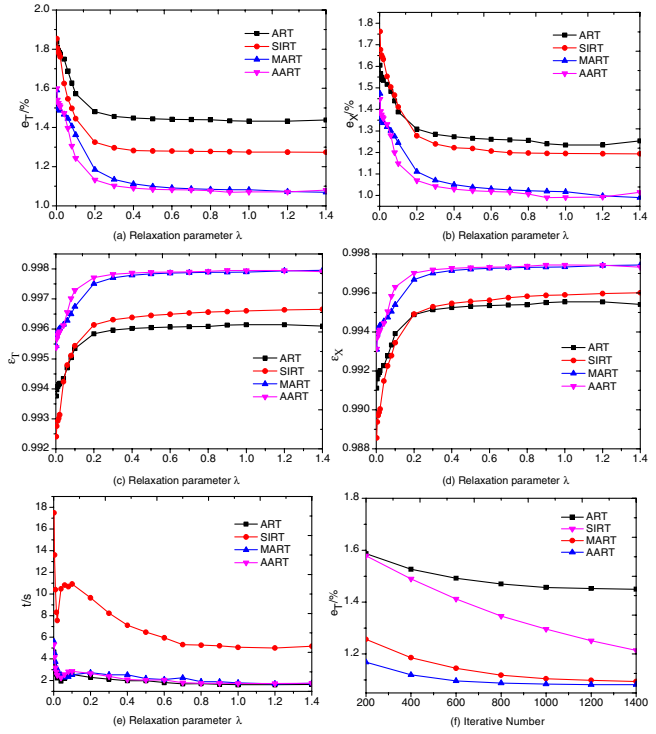 2.0
1.8
1.6
1.4
1.2
1.0
e_T/%
ART
SIRT
MART
AART
0.0 0.2 0.4 0.6 0.8 1.0 1.2 1.4
(a) Relaxation parameter λ
1.8
1.7
1.6
1.5
1.4
1.3
1.2
1.1
1.0
e_X/%
ART
SIRT
MART
AART
0.0 0.2 0.4 0.6 0.8 1.0 1.2 1.4
(b) Relaxation parameter λ
0.998
0.997
0.996
0.995
0.994
0.993
0.992
ε_T
ART
SIRT
MART
AART
0.0 0.2 0.4 0.6 0.8 1.0 1.2 1.4
(c) Relaxation parameter λ
0.998
0.996
0.994
0.992
0.990
0.988
ε_X
ART
SIRT
MART
AART
0.0 0.2 0.4 0.6 0.8 1.0 1.2 1.4
(d) Relaxation parameter λ
18
16
14
12
10
8
6
4
2
t/s
ART
SIRT
MART
AART
0.0 0.2 0.4 0.6 0.8 1.0 1.2 1.4
(e) Relaxation parameter λ
1.8
1.6
1.4
1.2
e_T/%
ART
SIRT
MART
AART
200 400 600 800 1000 1200 1400
(f) Iterative Number